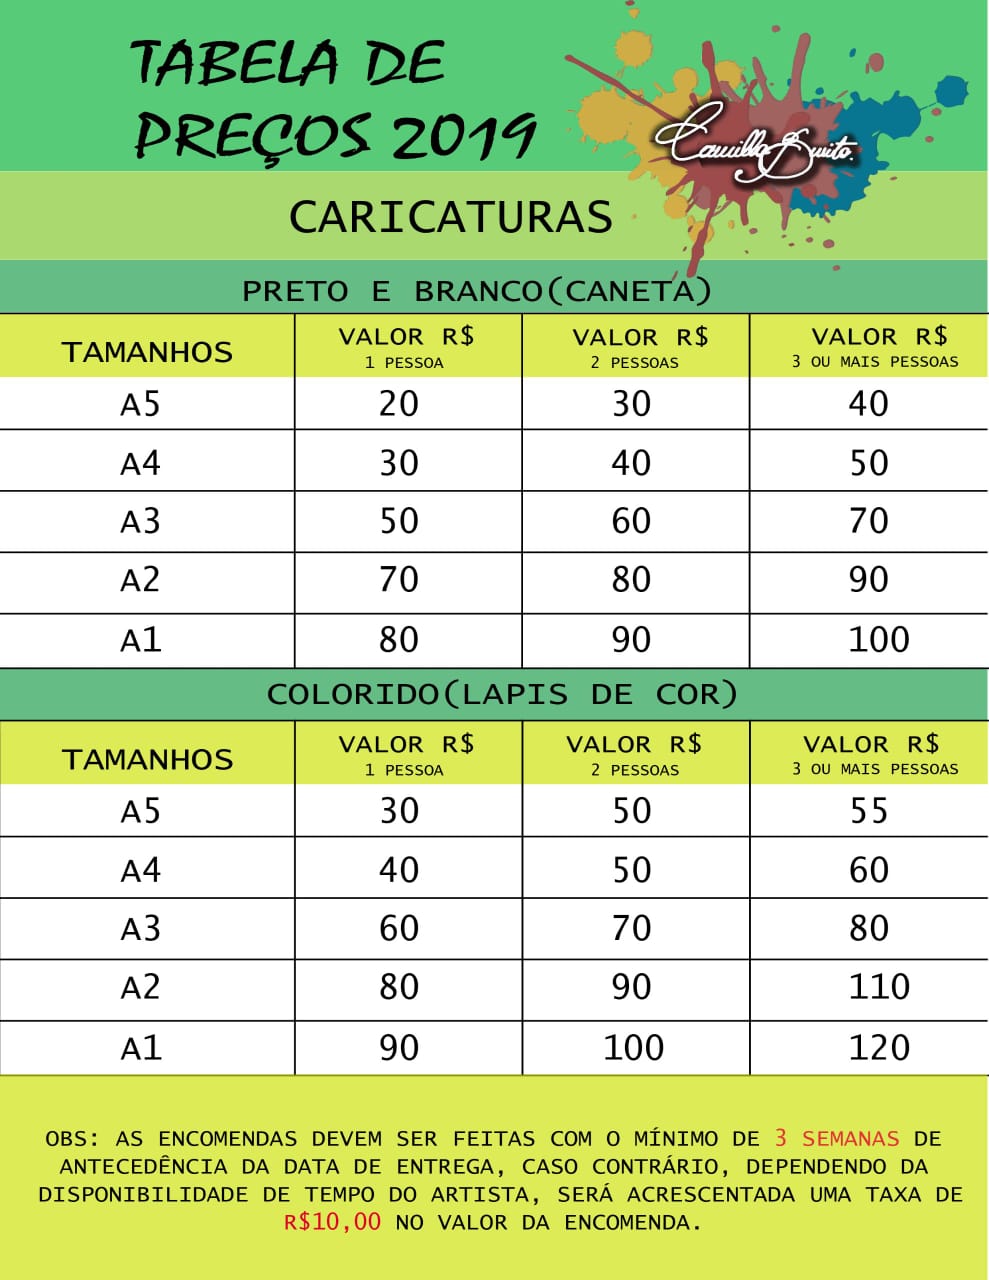 TABELA DE
PREÇOS 2019
Camilla Brito.
CARICATURAS
PRETO E BRANCO(CANETA)
TAMANHOS VALOR R$ VALOR R$ VALOR R$
1 PESSOA 2 PESSOAS 3 OU MAIS PESSOAS
A5 20 30 40
A4 30 40 50
A3 50 60 70
A2 70 80 90
A1 80 90 100
COLORIDO(LAPIS DE COR)
TAMANHOS VALOR R$ VALOR R$ VALOR R$
1 PESSOA 2 PESSOAS 3 OU MAIS PESSOAS
A5 30 50 55
A4 40 50 60
A3 60 70 80
A2 80 90 110
A1 90 100 120
OBS: AS ENCOMENDAS DEVEM SER FEITAS COM O MÍNIMO DE 3 SEMANAS DE
ANTECEDÊNCIA DA DATA DE ENTREGA, CASO CONTRÁRIO, DEPENDENDO DA
DISPONIBILIDADE DE TEMPO DO ARTISTA, SERÁ ACRESCENTADA UMA TAXA DE
R$10,00 NO VALOR DA ENCOMENDA.